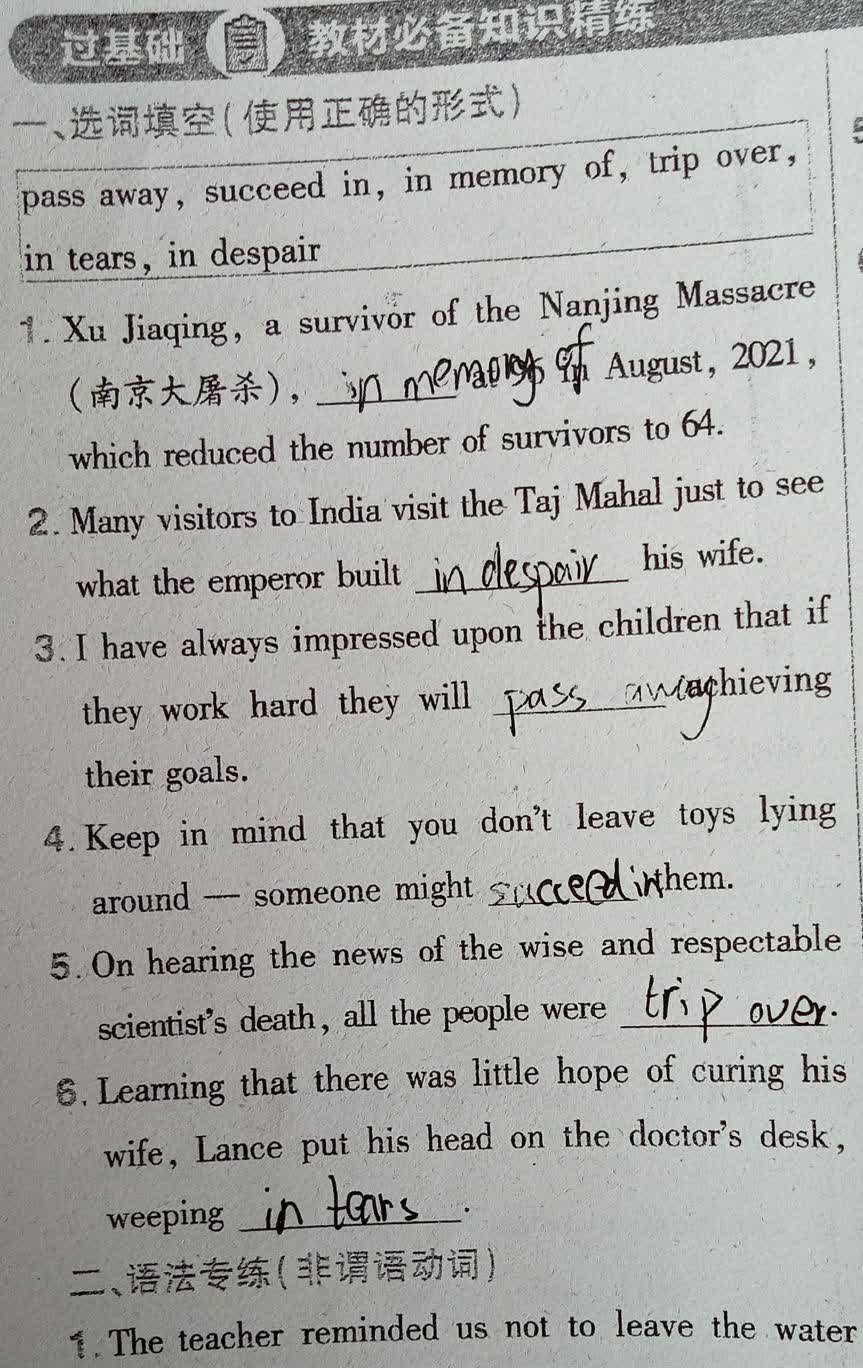 过基础 教材必备知识精练
一、选词填空(使用正确的形式)
pass away, succeed in, in memory of, trip over,
in tears, in despair
1. Xu Jiaqing, a survivor of the Nanjing Massacre
(南京大屠杀), in memory of in August, 2021,
which reduced the number of survivors to 64.
2. Many visitors to India visit the Taj Mahal just to see
what the emperor built in despair his wife.
3. I have always impressed upon the children that if
they work hard they will pass away achieving
their goals.
4. Keep in mind that you don't leave toys lying
around — someone might succeed in them.
5. On hearing the news of the wise and respectable
scientist's death, all the people were trip over.
6. Learning that there was little hope of curing his
wife, Lance put his head on the doctor's desk,
weeping in tears.
二、语法专练(非谓语动词)
1. The teacher reminded us not to leave the water